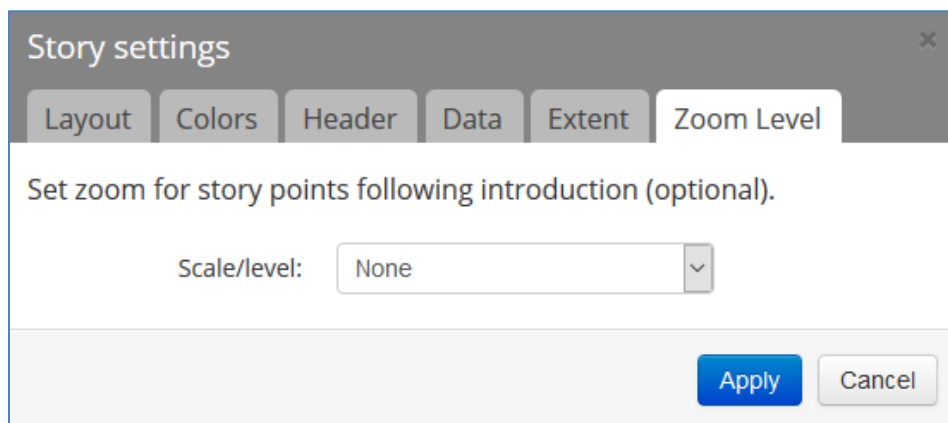 Story settings
Layout Colors Header Data Extent Zoom Level
Set zoom for story points following introduction (optional).
Scale/level: None
Apply Cancel